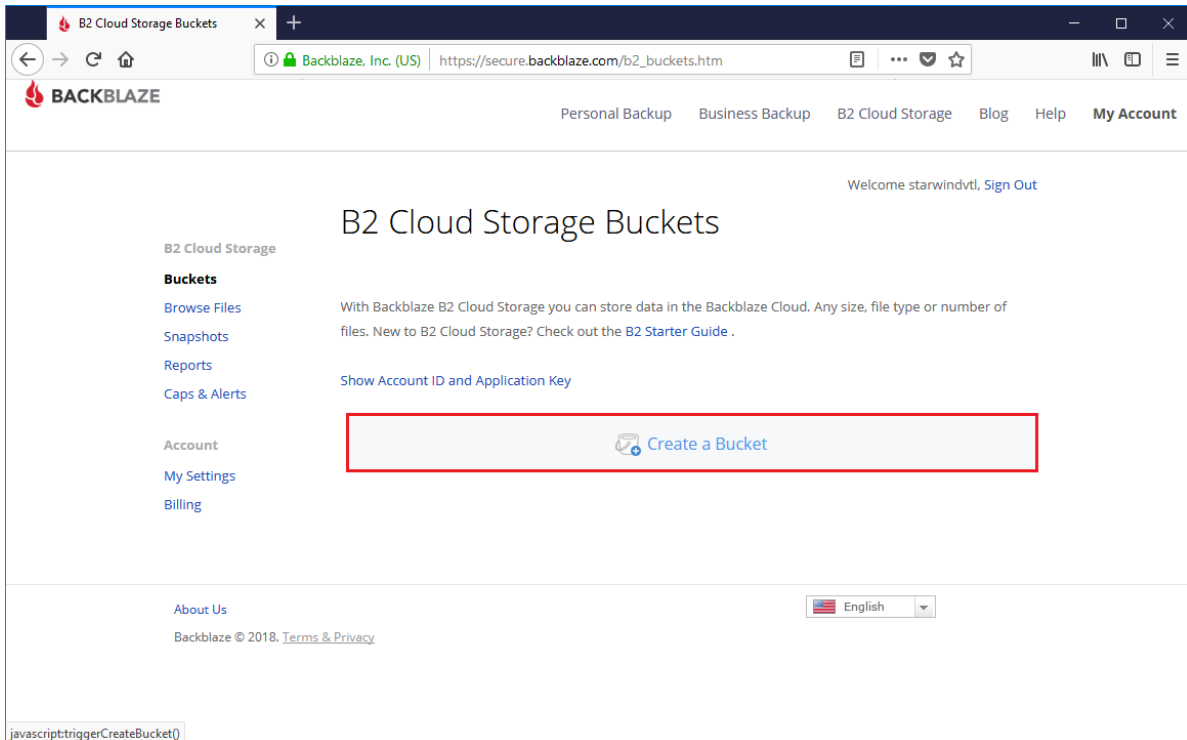 B2 Cloud Storage Buckets
Backblaze, Inc. (US) https://secure.backblaze.com/b2_buckets.htm
BACKBLAZE
Personal Backup Business Backup B2 Cloud Storage Blog Help My Account
Welcome starwindvtl, Sign Out
B2 Cloud Storage Buckets
B2 Cloud Storage
Buckets
Browse Files
Snapshots
Reports
Caps & Alerts
Account
My Settings
Billing
With Backblaze B2 Cloud Storage you can store data in the Backblaze Cloud. Any size, file type or number of
files. New to B2 Cloud Storage? Check out the B2 Starter Guide .
Show Account ID and Application Key
Create a Bucket
About Us
Backblaze © 2018. Terms & Privacy
English
javascript:triggerCreateBucket()